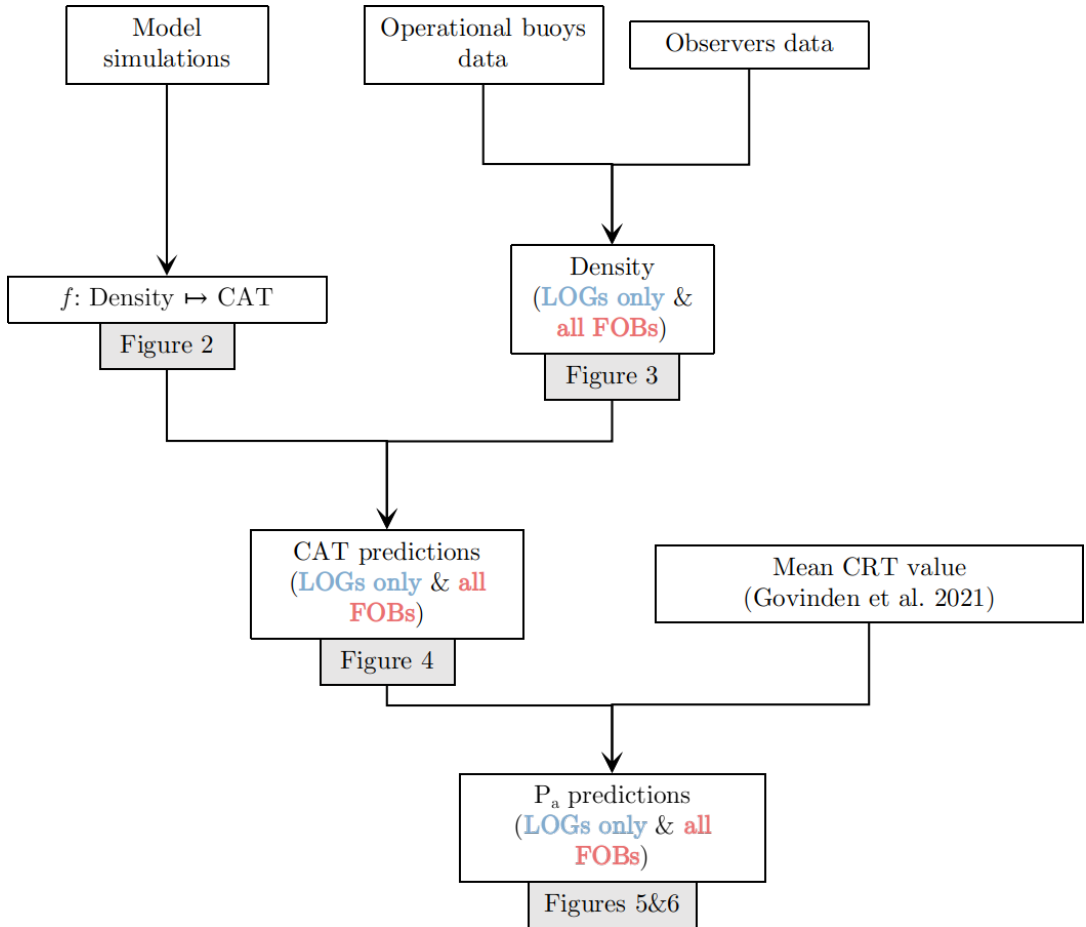 Model
simulations
Operational buoys
data
Observers data
f: Density ↦ CAT
Figure 2
Density
(LOGs only &
all FOBs)
Figure 3
CAT predictions
(LOGs only & all
FOBs)
Figure 4
Mean CRT value
(Govinden et al. 2021)
Pₐ predictions
(LOGs only & all
FOBs)
Figures 5&6